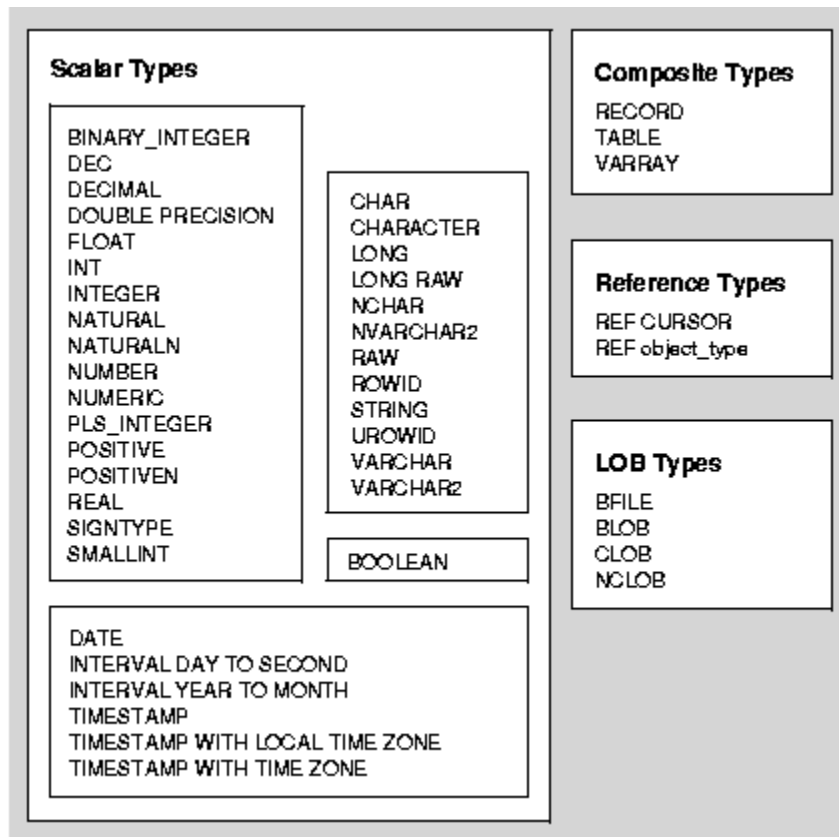 Scalar Types
BINARY_INTEGER
DEC
DECIMAL
DOUBLE PRECISION
FLOAT
INT
INTEGER
NATURAL
NATURALN
NUMBER
NUMERIC
PLS_INTEGER
POSITIVE
POSITIVEN
REAL
SIGNTYPE
SMALLINT
CHAR
CHARACTER
LONG
LONG RAW
NCHAR
NVARCHAR2
RAW
ROWID
STRING
UROWID
VARCHAR
VARCHAR2
BOOLEAN
DATE
INTERVAL DAY TO SECOND
INTERVAL YEAR TO MONTH
TIMESTAMP
TIMESTAMP WITH LOCAL TIME ZONE
TIMESTAMP WITH TIME ZONE
Composite Types
RECORD
TABLE
VARRAY
Reference Types
REF CURSOR
REF object_type
LOB Types
BFILE
BLOB
CLOB
NCLOB